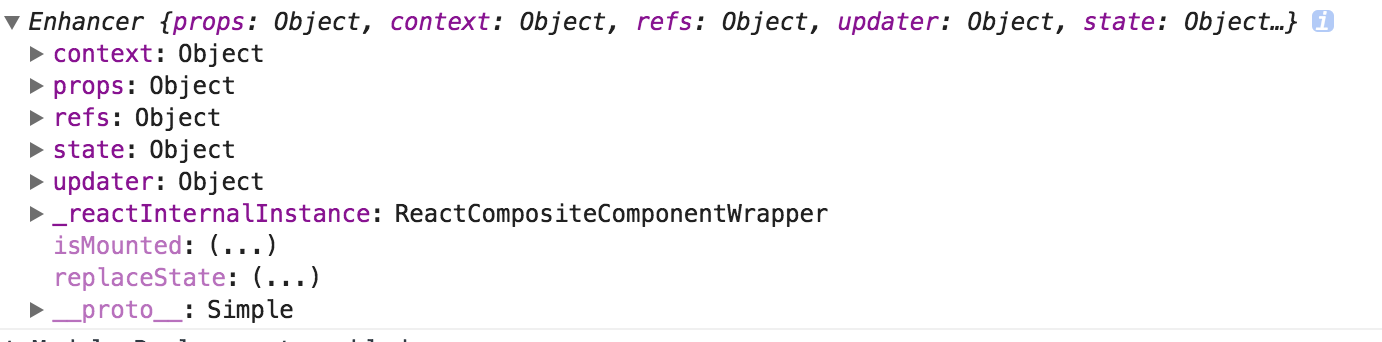 Enhancer {props: Object, context: Object, refs: Object, updater: Object, state: Object…} i
context: Object
props: Object
refs: Object
state: Object
updater: Object
_reactInternalInstance: ReactCompositeComponentWrapper
isMounted: (...)
replaceState: (...)
__proto__: Simple